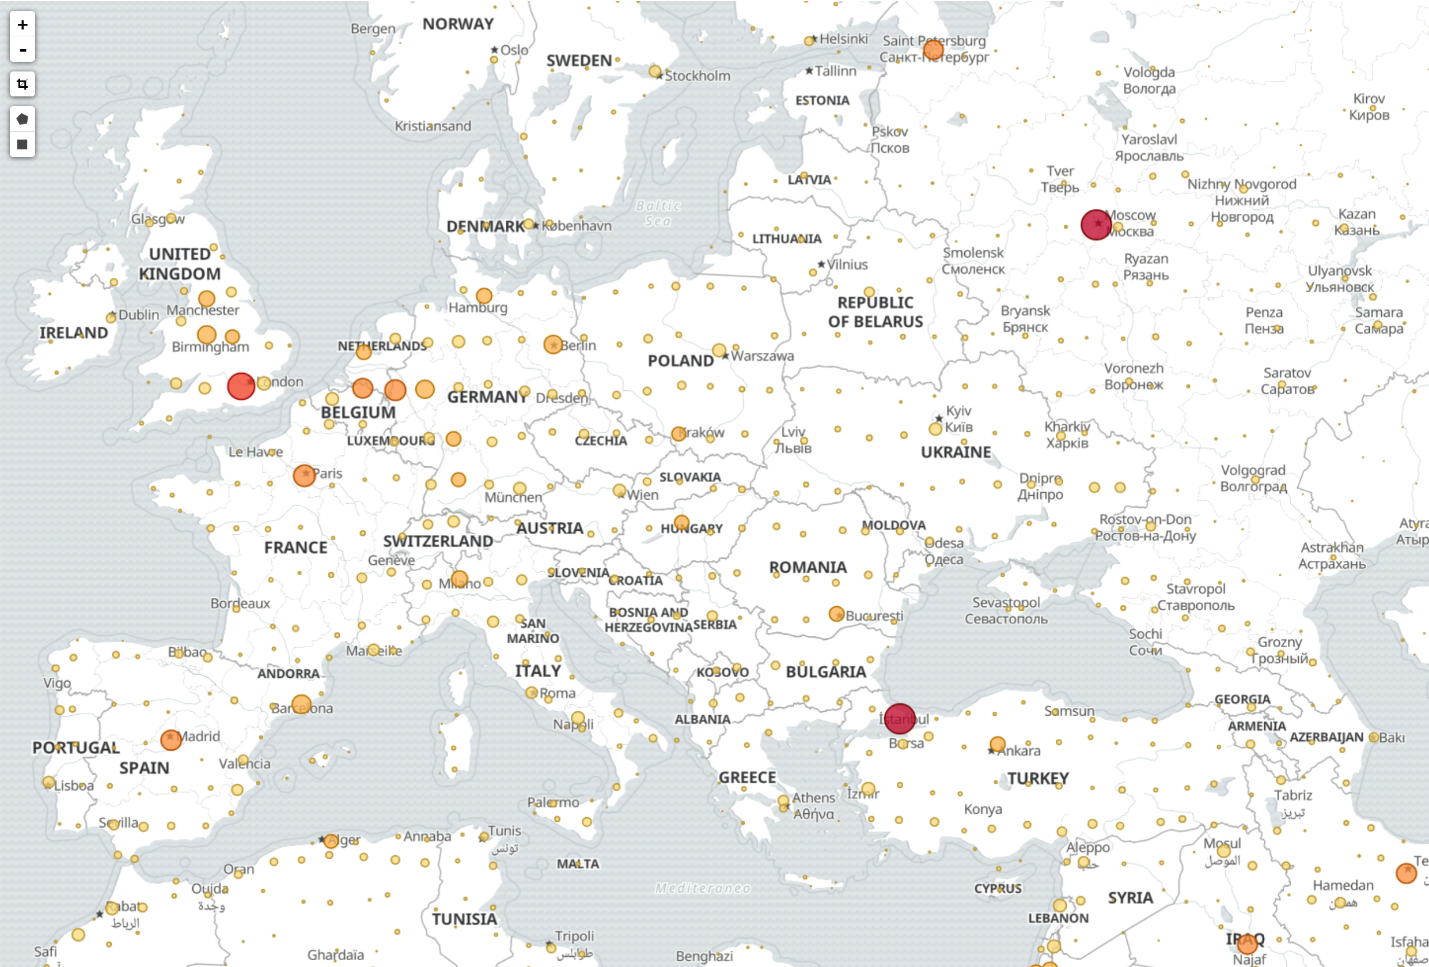 +
-
NORWAY
Bergen
Oslo
SWEDEN
Stockholm
Helsinki
Saint Petersburg
Санкт-Петербург
Tallinn
ESTONIA
Vologda
Вологда
Kirov
Киров
Kristiansand
Pskov
Псков
Yaroslavl
Ярославль
Tver
Тверь
LATVIA
Nizhny Novgorod
Нижний
Новгород
Glasgow
Baltic
Sea
Moscow
Москва
Kazan
Казань
DENMARK
København
LITHUANIA
UNITED
KINGDOM
Smolensk
Смоленск
Vilnius
Ryazan
Рязань
Ulyanovsk
Ульяновск
Hamburg
Manchester
Dublin
REPUBLIC
OF BELARUS
Bryansk
Брянск
Penza
Пенза
Samara
Самара
IRELAND
Birmingham
NETHERLANDS
Berlin
POLAND
Warszawa
London
GERMANY
Dresden
Voronezh
Воронеж
Saratov
Саратов
BELGIUM
Kyiv
Київ
LUXEMBOURG
CZECHIA
Kraków
Lviv
Львів
Kharkiv
Харків
Le Havre
UKRAINE
Paris
SLOVAKIA
Dnipro
Дніпро
Volgograd
Волгоград
München
Wien
AUSTRIA
HUNGARY
MOLDOVA
Rostov-on-Don
Ростов-на-Дону
Atyra
Атыр
FRANCE
SWITZERLAND
Genève
Odesa
Одеса
Astrakhan
Астрахань
SLOVENIA
CROATIA
ROMANIA
Milano
Bordeaux
BOSNIA AND
HERZEGOVINA
SERBIA
Bucuresti
Sevastopol
Севастополь
Stavropol
Ставрополь
SAN
MARINO
Sochi
Сочи
Grozny
Грозный
Bilbao
Marseille
ANDORRA
ITALY
KOSOVO
BULGARIA
Vigo
Roma
GEORGIA
Barcelona
Napoli
ALBANIA
İstanbul
Samsun
ARMENIA
AZERBAIJAN
Bakı
PORTUGAL
Madrid
SPAIN
Valencia
Bursa
Ankara
GREECE
TURKEY
Lisboa
İzmir
Athens
Αθήνα
Konya
Tabriz
تبریز
Palermo
Sevilla
Alger
Annaba
Tunis
تونس
Oran
MALTA
Aleppo
حلب
Mosul
الموصل
Te
Oujda
وجدة
Mediteraneo
CYPRUS
SYRIA
Hamedan
همدان
Rabat
الرباط
TUNISIA
LEBANON
Safi
Ghardaïa
Tripoli
طرابلس
Benghazi
IRAQ
Najaf
Isfaha
اصفهان